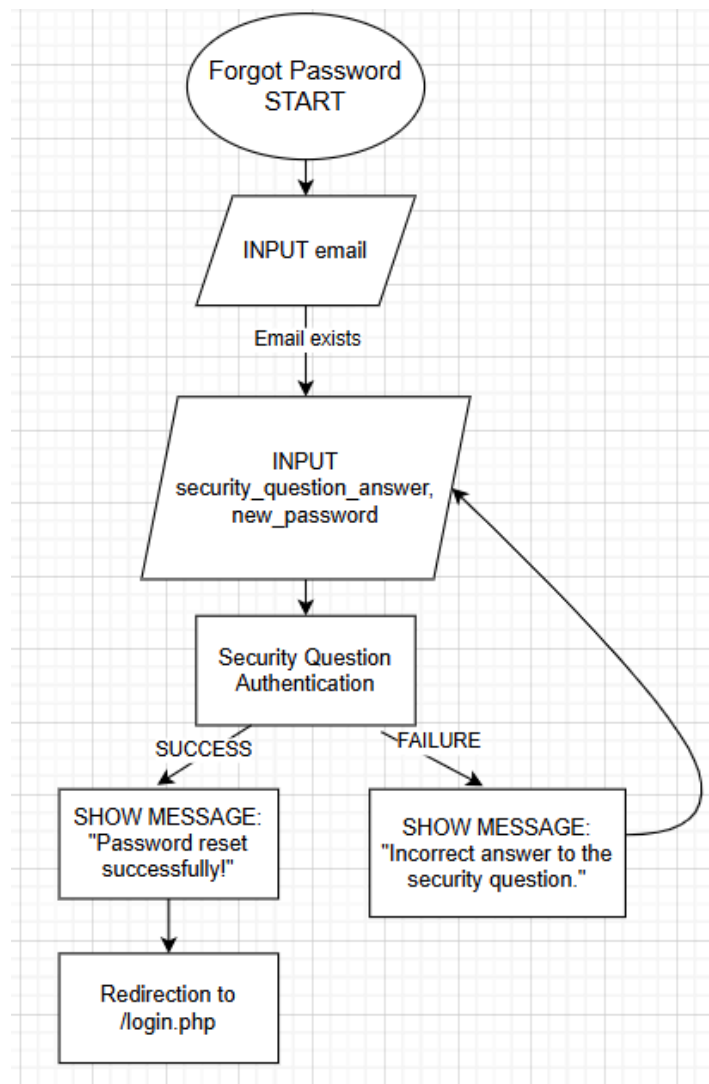 Forgot Password
START
INPUT email
Email exists
INPUT
security_question_answer,
new_password
Security Question
Authentication
SUCCESS
FAILURE
SHOW MESSAGE:
"Password reset
successfully!"
SHOW MESSAGE:
"Incorrect answer to the
security question."
Redirection to
/login.php